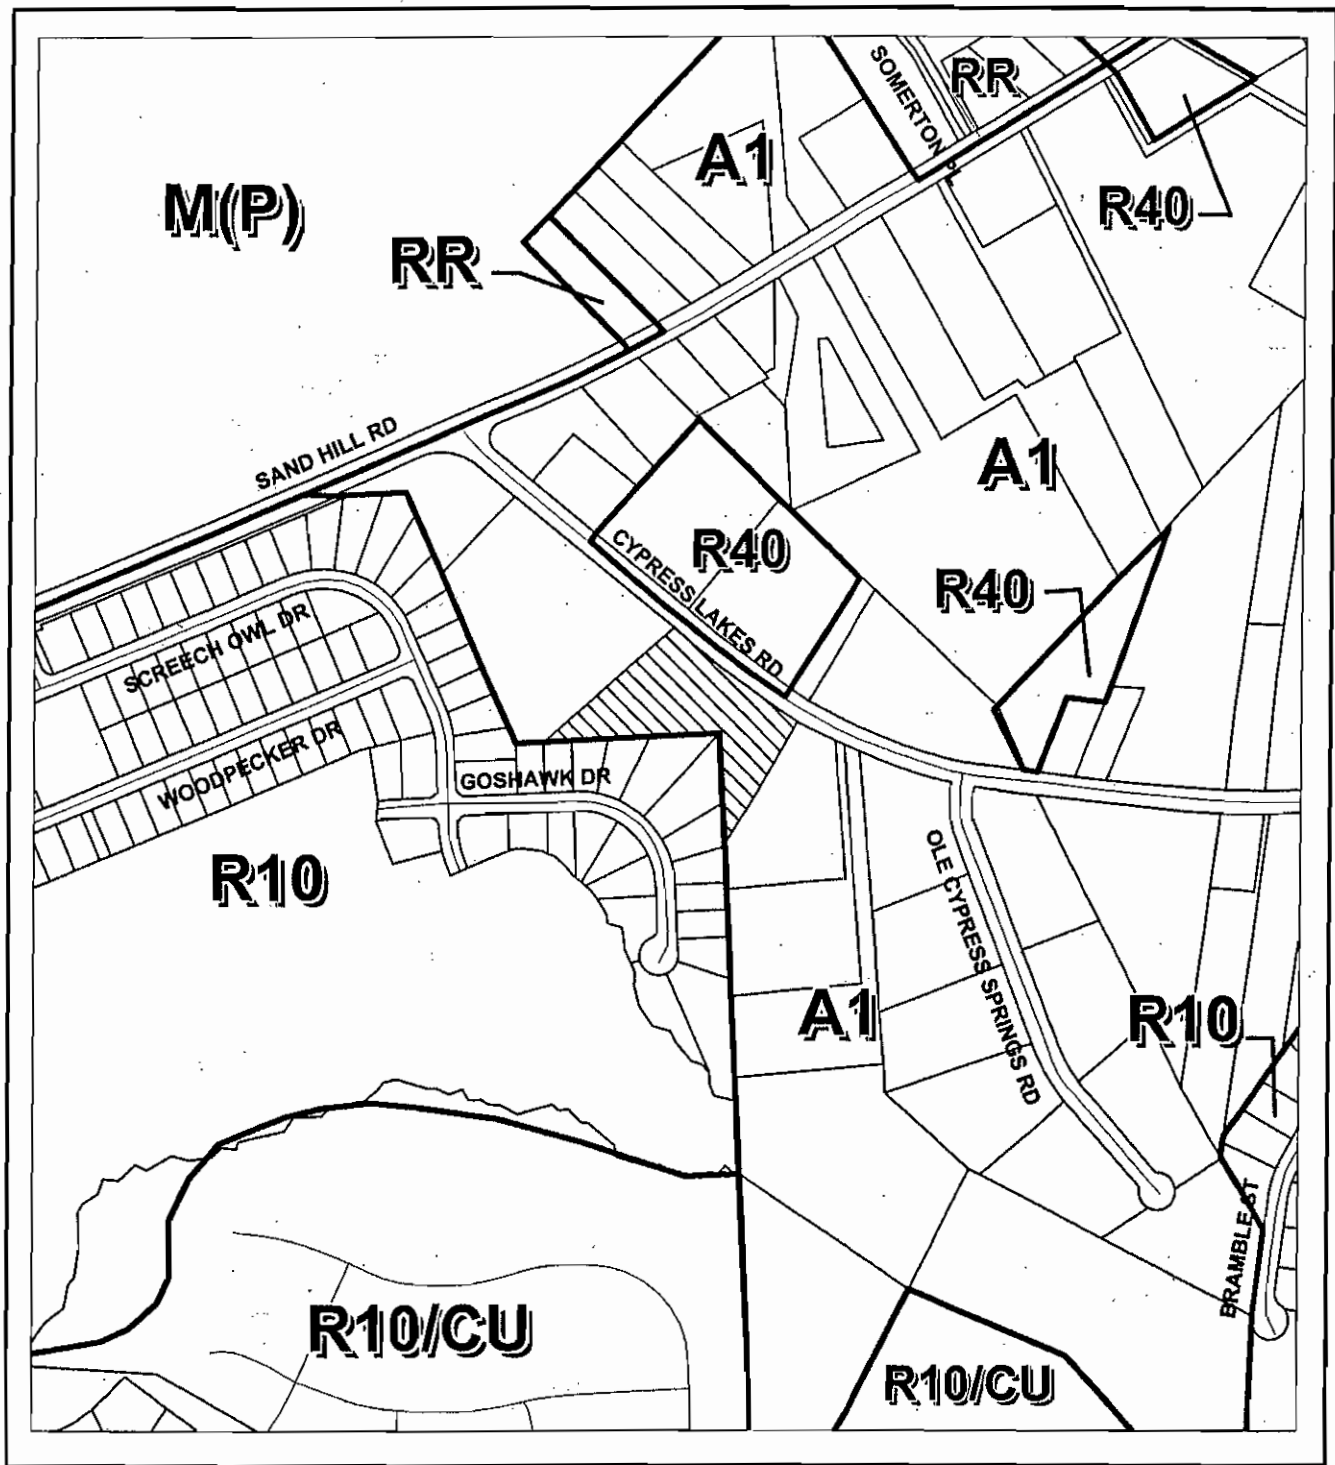 SOMERTON PL
RR
A1
M(P)
R40
RR
SAND HILL RD
A1
R40
CYPRESS LAKES RD
R40
SCREECH OWL DR
WOODPECKER DR
GOSHAWK DR
R10
OLE CYPRESS SPRINGS RD
A1
R10
BRAMBLE ST
R10/CU
R10/CU